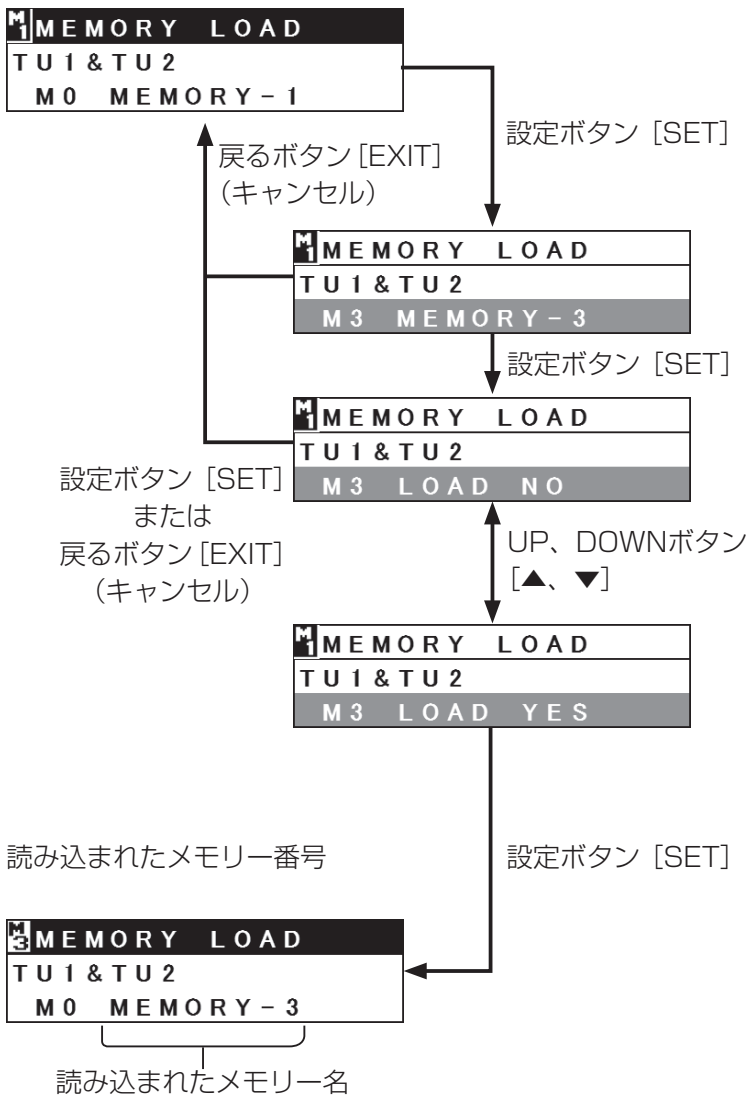 M1 MEMORY LOAD
TU1&TU2
M0 MEMORY-1
設定ボタン [SET]
戻るボタン [EXIT]
(キャンセル)
M1 MEMORY LOAD
TU1&TU2
M3 MEMORY-3
設定ボタン [SET]
M1 MEMORY LOAD
TU1&TU2
M3 LOAD NO
設定ボタン [SET]
または
戻るボタン [EXIT]
(キャンセル)
UP、DOWNボタン
[▲、▼]
M1 MEMORY LOAD
TU1&TU2
M3 LOAD YES
読み込まれたメモリー番号
設定ボタン [SET]
M3 MEMORY LOAD
TU1&TU2
M0 MEMORY-3
読み込まれたメモリー名